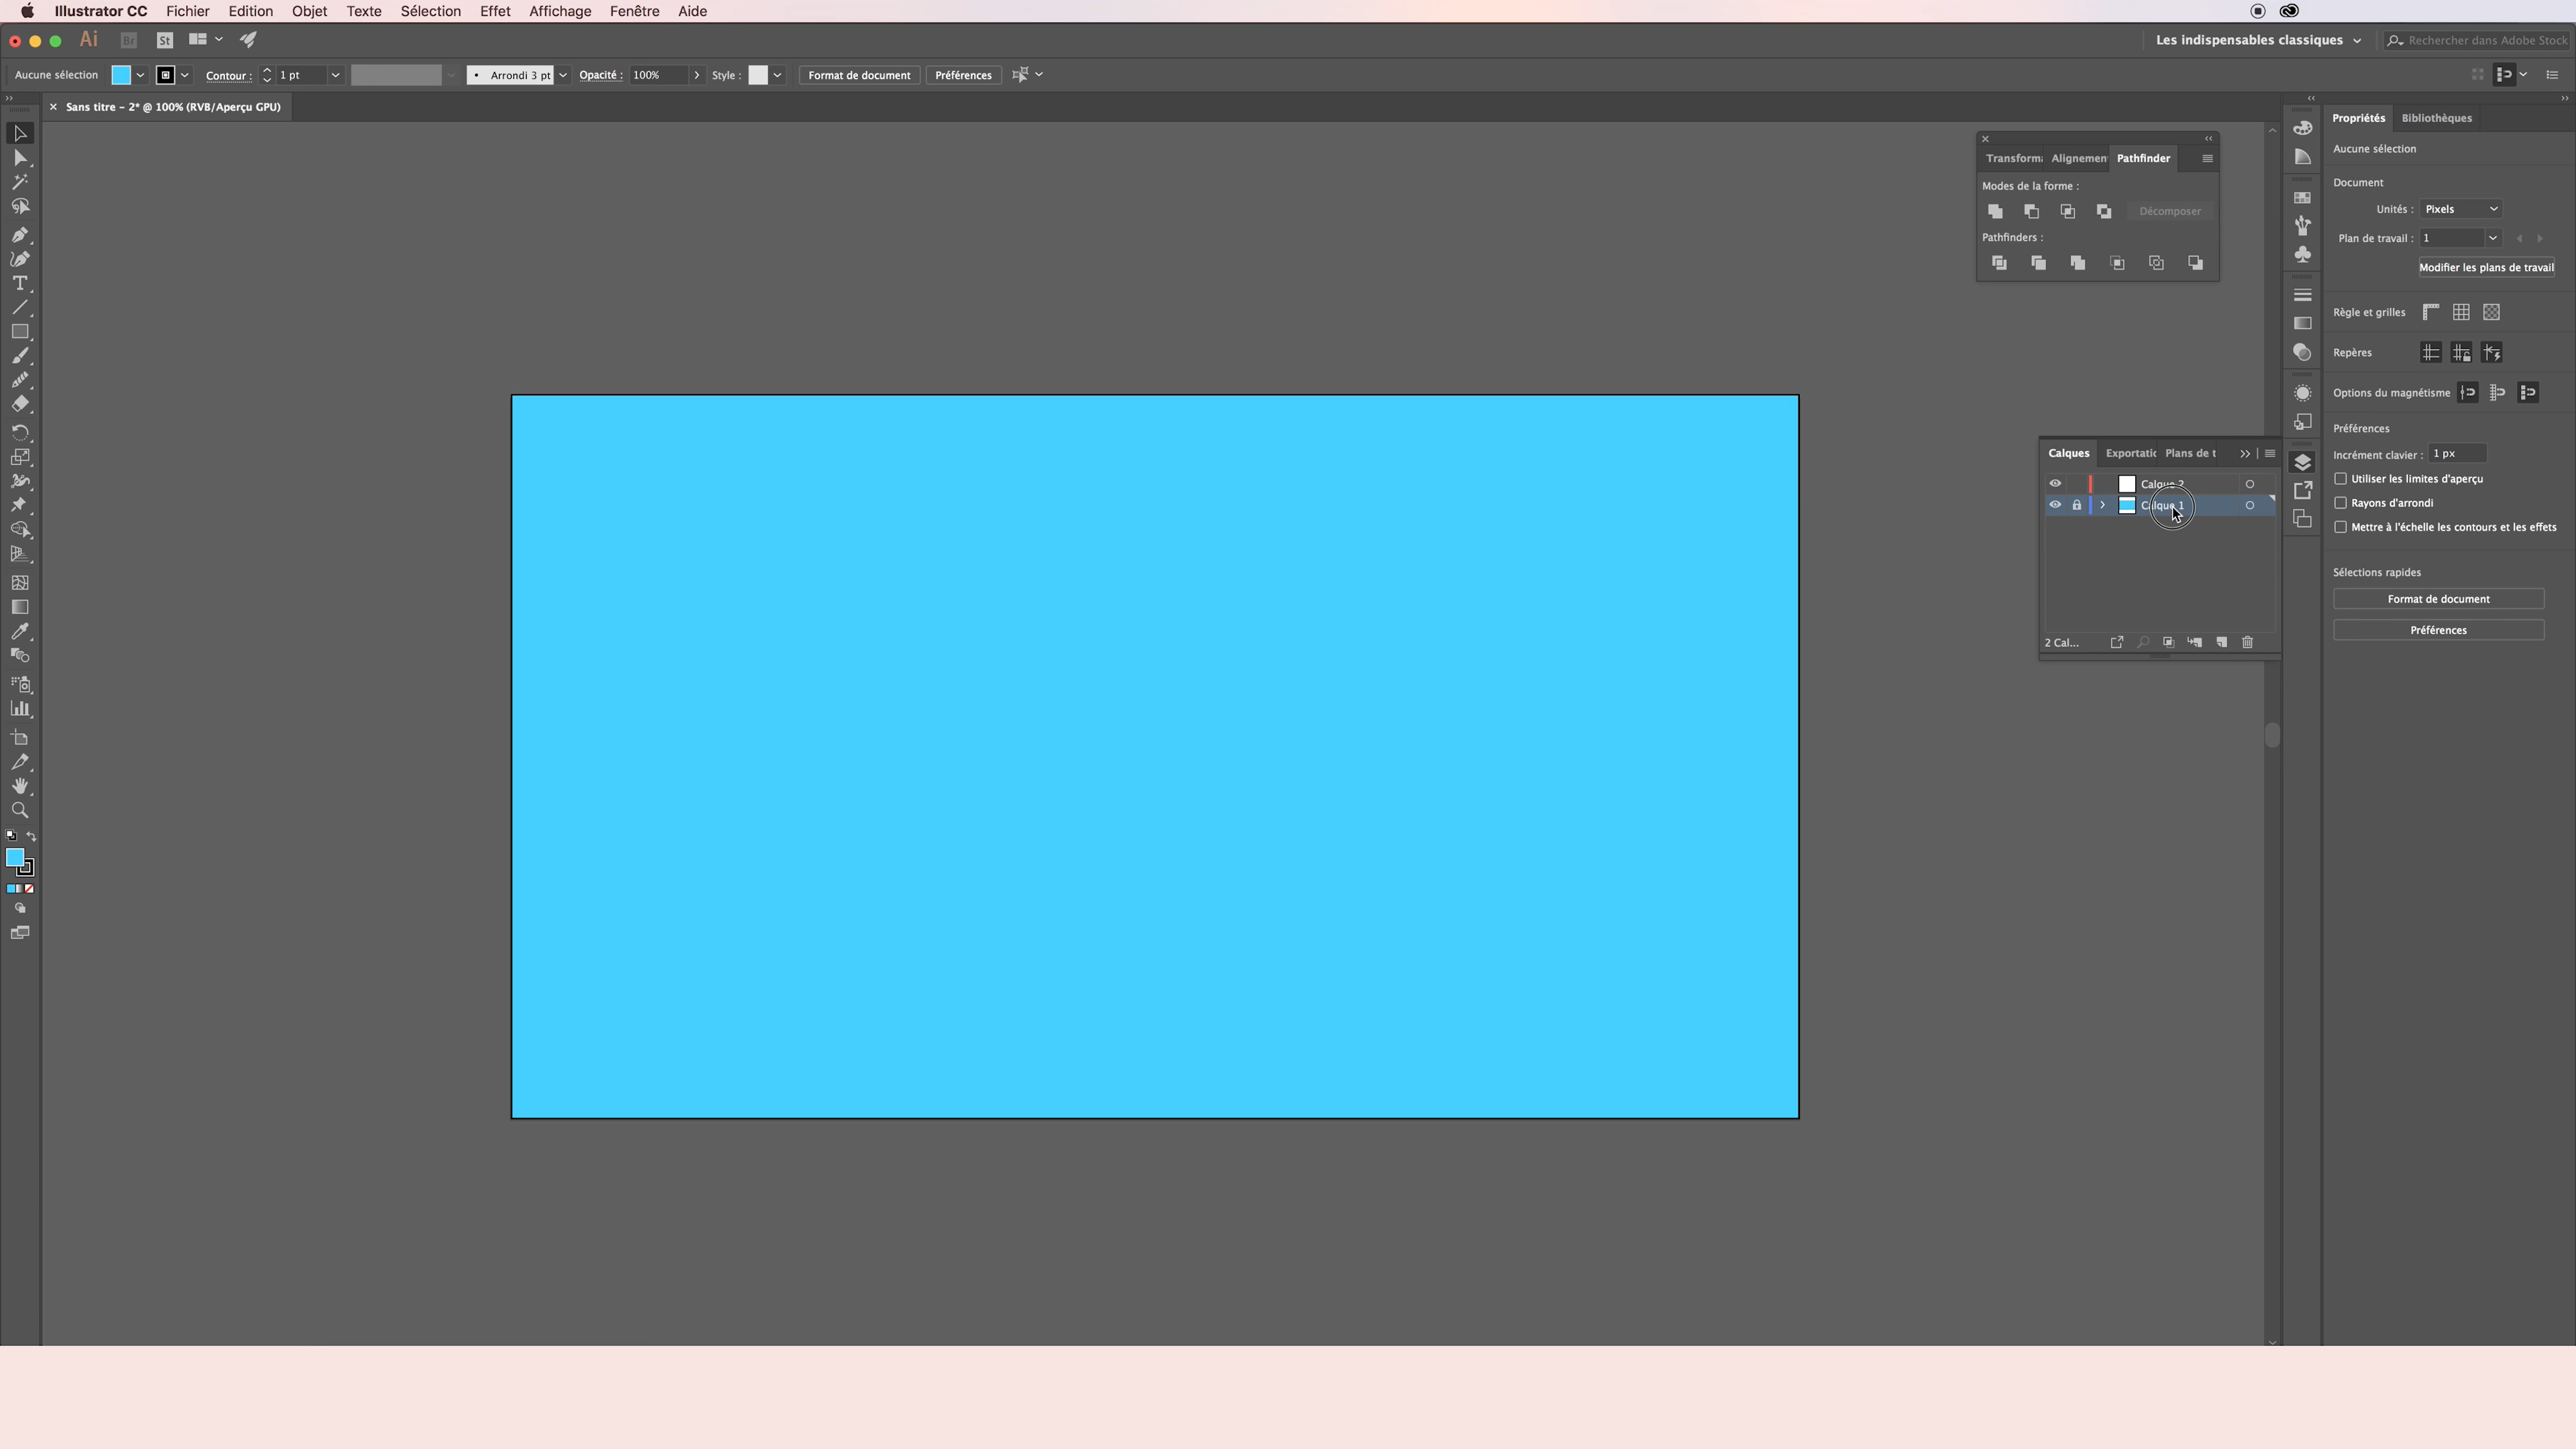 Illustrator CC Fichier Edition Objet Texte Sélection Effet Affichage Fenêtre Aide
Ai Br St Les indispensables classiques Rechercher dans Adobe Stock
Aucune sélection Contour : 1 pt Arrondi 3 pt Opacité : 100% Style : Format de document Préférences
Sans titre - 2* @ 100% (RVB/Aperçu GPU)
Transforma Alignemen Pathfinder
Modes de la forme :
Décomposer
Pathfinders :
Calques Exportatic Plans de t
Calque 2
Calque 1
2 Cal...
Propriétés Bibliothèques
Aucune sélection
Document
Unités : Pixels
Plan de travail : 1
Modifier les plans de travail
Règle et grilles
Repères
Options du magnétisme
Préférences
Incrément clavier : 1 px
Utiliser les limites d'aperçu
Rayons d'arrondi
Mettre à l'échelle les contours et les effets
Sélections rapides
Format de document
Préférences